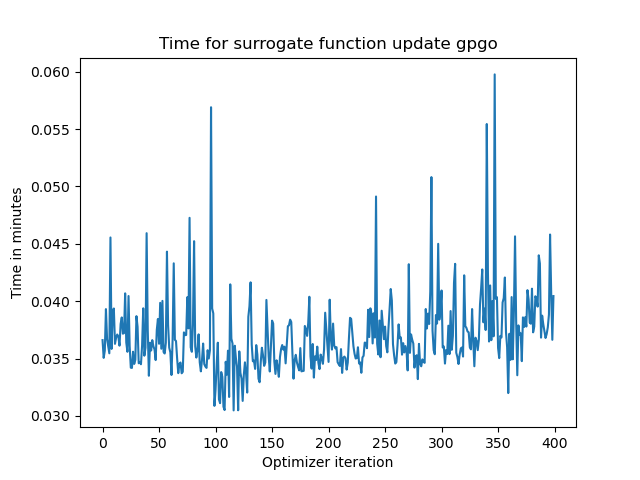 Time for surrogate function update gpgo
0.060
0.055
0.050
0.045
0.040
0.035
0.030
Time in minutes
0 50 100 150 200 250 300 350 400
Optimizer iteration